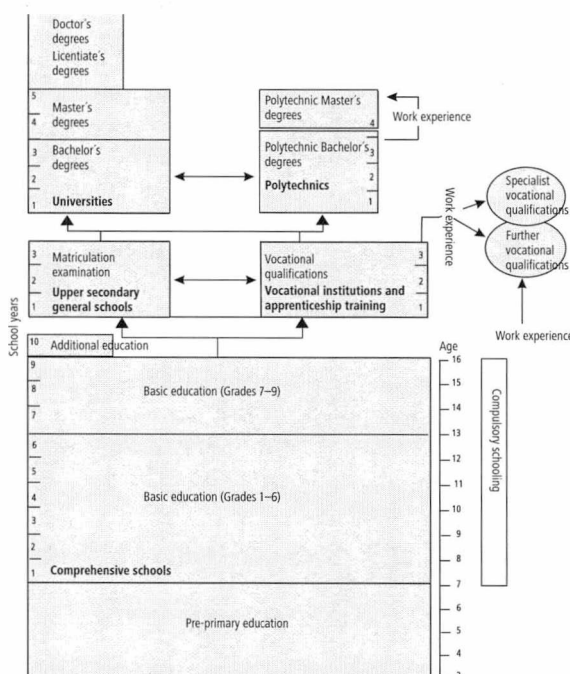 Doctor´s
degrees
Licentiate´s
degrees
5
4
Master´s
degrees
3
2
1
Bachelor´s
degrees
Universities
Polytechnic Master´s
degrees
4
Work experience
Polytechnic Bachelor´s
degrees
3
2
1
Polytechnics
Work experience
Specialist
vocational
qualifications
Further
vocational
qualifications
Work experience
3
2
1
Matriculation
examination
Upper secondary
general schools
Vocational
qualifications
Vocational institutions and
apprenticeship training
3
2
1
School years
10 Additional education
Age
9
8
7
Basic education (Grades 7–9)
6
5
4
3
2
1
Basic education (Grades 1–6)
Comprehensive schools
Pre-primary education
16
15
14
13
12
11
10
9
8
7
6
5
4
Compulsory schooling